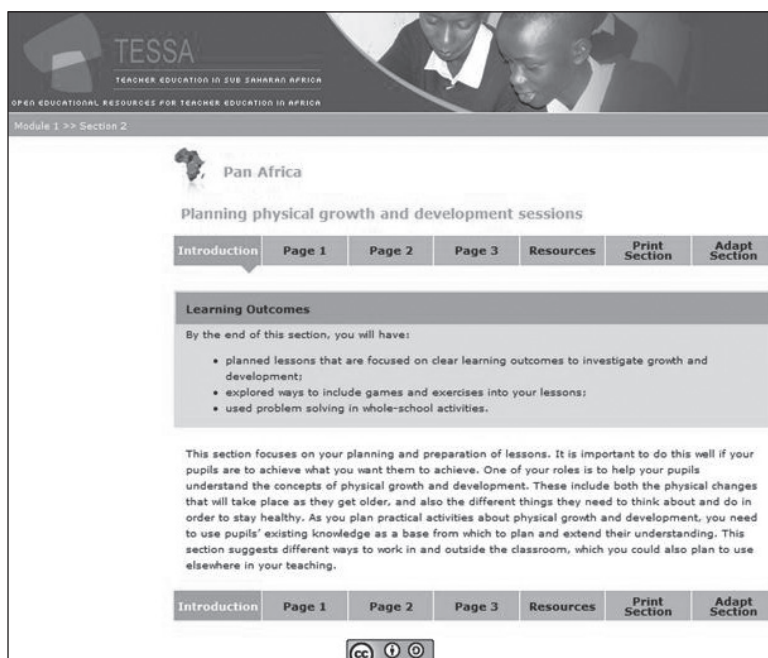 TESSA
TEACHER EDUCATION IN SUB SAHARAN AFRICA
OPEN EDUCATIONAL RESOURCES FOR TEACHER EDUCATION IN AFRICA
Module 1 >> Section 2
Pan Africa
Planning physical growth and development sessions
Introduction Page 1 Page 2 Page 3 Resources Print Section Adapt Section
Learning Outcomes
By the end of this section, you will have:
• planned lessons that are focused on clear learning outcomes to investigate growth and
development;
• explored ways to include games and exercises into your lessons;
• used problem solving in whole-school activities.
This section focuses on your planning and preparation of lessons. It is important to do this well if your
pupils are to achieve what you want them to achieve. One of your roles is to help your pupils
understand the concepts of physical growth and development. These include both the physical changes
that will take place as they get older, and also the different things they need to think about and do in
order to stay healthy. As you plan practical activities about physical growth and development, you need
to use pupils' existing knowledge as a base from which to plan and extend their understanding. This
section suggests different ways to work in and outside the classroom, which you could also plan to use
elsewhere in your teaching.
Introduction Page 1 Page 2 Page 3 Resources Print Section Adapt Section
cc